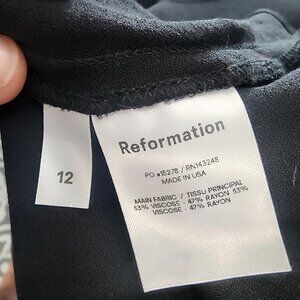 12
Reformation
PO #15278 / RN143248
MADE IN USA
MAIN FABRIC / TISSU PRINCIPAL
53% VISCOSE - 47% RAYON 53%
VISCOSE - 47% RAYON